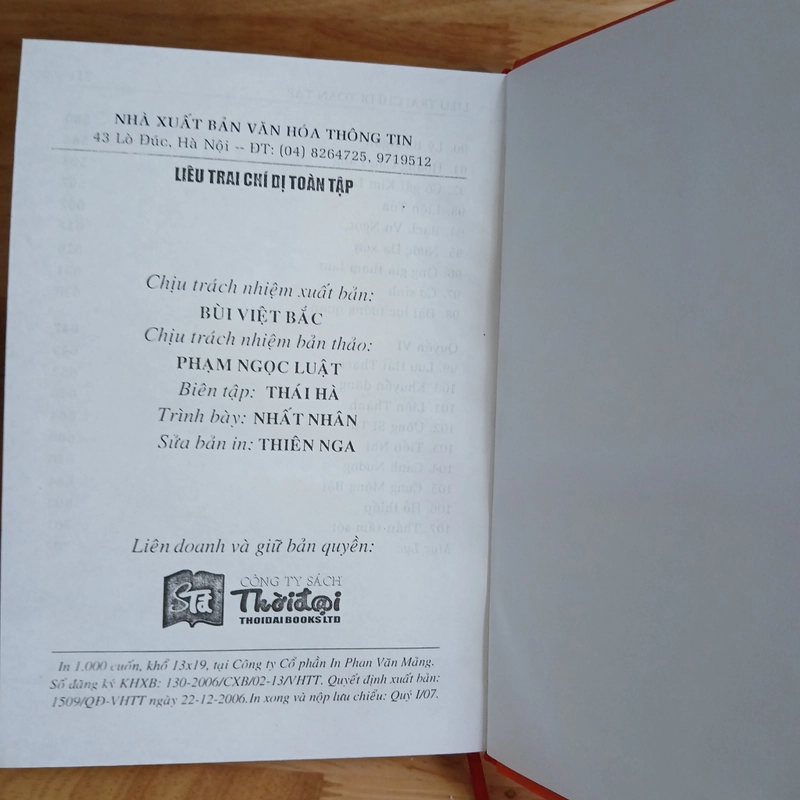 NHÀ XUẤT BẢN VĂN HÓA THÔNG TIN
43 Lò Đúc, Hà Nội -- ĐT: (04) 8264725, 9719512
LIÊU TRAI CHÍ DỊ TOÀN TẬP
Chịu trách nhiệm xuất bản:
BÙI VIỆT BẮC
Chịu trách nhiệm bản thảo:
PHẠM NGỌC LUẬT
Biên tập: THÁI HÀ
Trình bày: NHẤT NHÂN
Sửa bản in: THIÊN NGA
Liên doanh và giữ bản quyền:
STđ
CÔNG TY SÁCH
Thờiđại
THOIDAI BOOKS LTD
In 1.000 cuốn, khổ 13x19, tại Công ty Cổ phần In Phan Văn Mảng.
Số đăng ký KHXB: 130-2006/CXB/02-13/VHTT. Quyết định xuất bản:
1509/QĐ-VHTT ngày 22-12-2006.In xong và nộp lưu chiểu: Quý I/07.